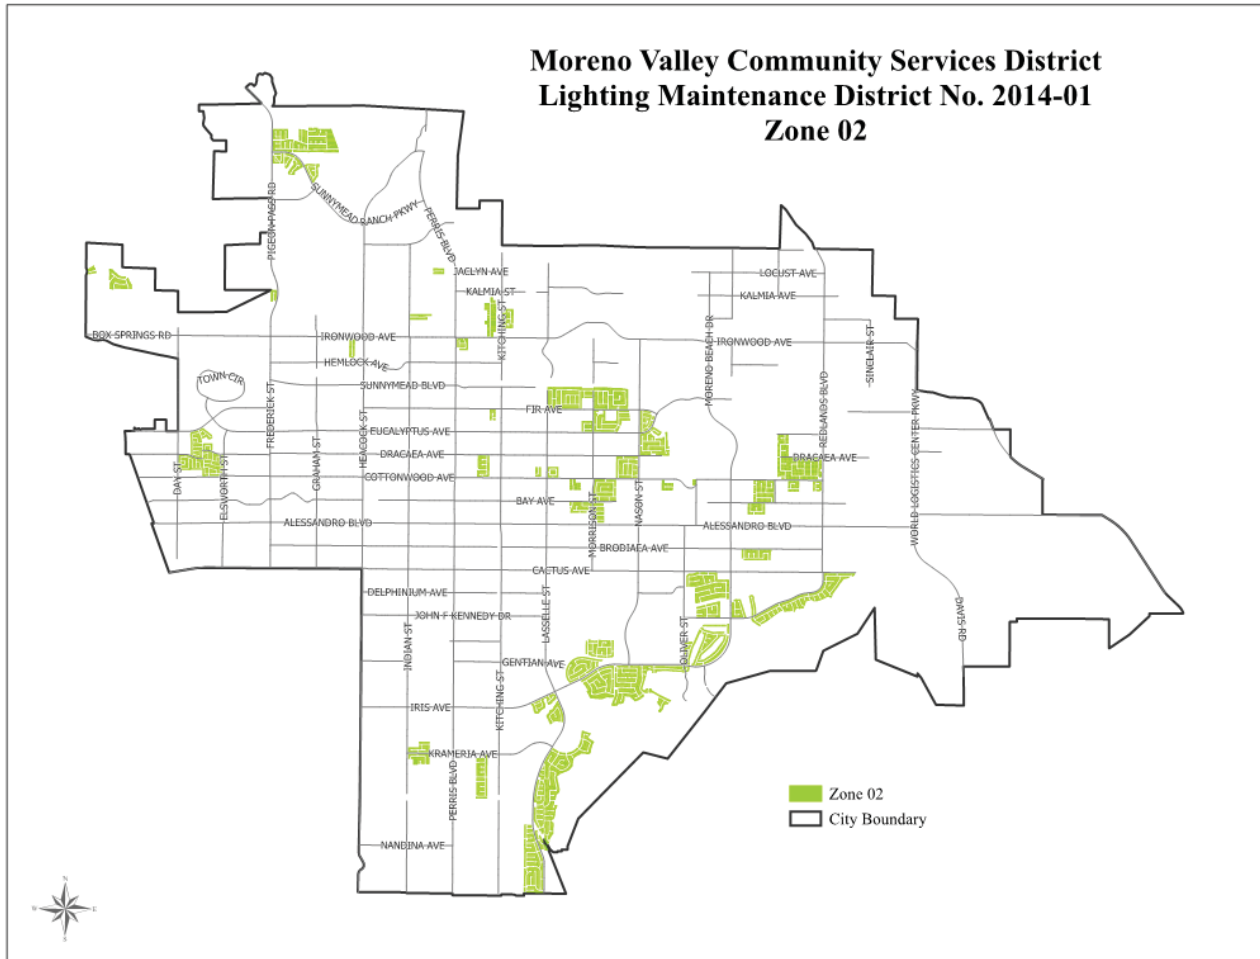 Moreno Valley Community Services District
Lighting Maintenance District No. 2014-01
Zone 02
PIGEON PASS RD
SUNNYMEAD RANCH PKWY
PERRIS BLVD
JACLYN AVE
LOCUST AVE
KALMIA ST
KALMIA AVE
BOX SPRINGS RD
IRONWOOD AVE
KITCHING ST
MORENO BEACH DR
IRONWOOD AVE
SINCLAIR ST
HEMLOCK AVE
TOWN CIR
SUNNYMEAD BLVD
FREDERICK ST
REDLANDS BLVD
FIR AVE
HEACOCK ST
EUCALYPTUS AVE
WORLD LOGISTICS CENTER PKWY
GRAHAM ST
DRACAEA AVE
DRACAEA AVE
DAY ST
ELSWORTH ST
COTTONWOOD AVE
BAY AVE
MORRISON ST
NASON ST
ALESSANDRO BLVD
ALESSANDRO BLVD
BRODIAEA AVE
CACTUS AVE
DELPHINIUM AVE
JOHN F KENNEDY DR
LASSELLE ST
DAVIS RD
INDIAN ST
OLIVER ST
GENTIAN AVE
KITCHING ST
IRIS AVE
KRAMERIA AVE
PERRIS BLVD
NANDINA AVE
Zone 02
City Boundary
N
W
E
S